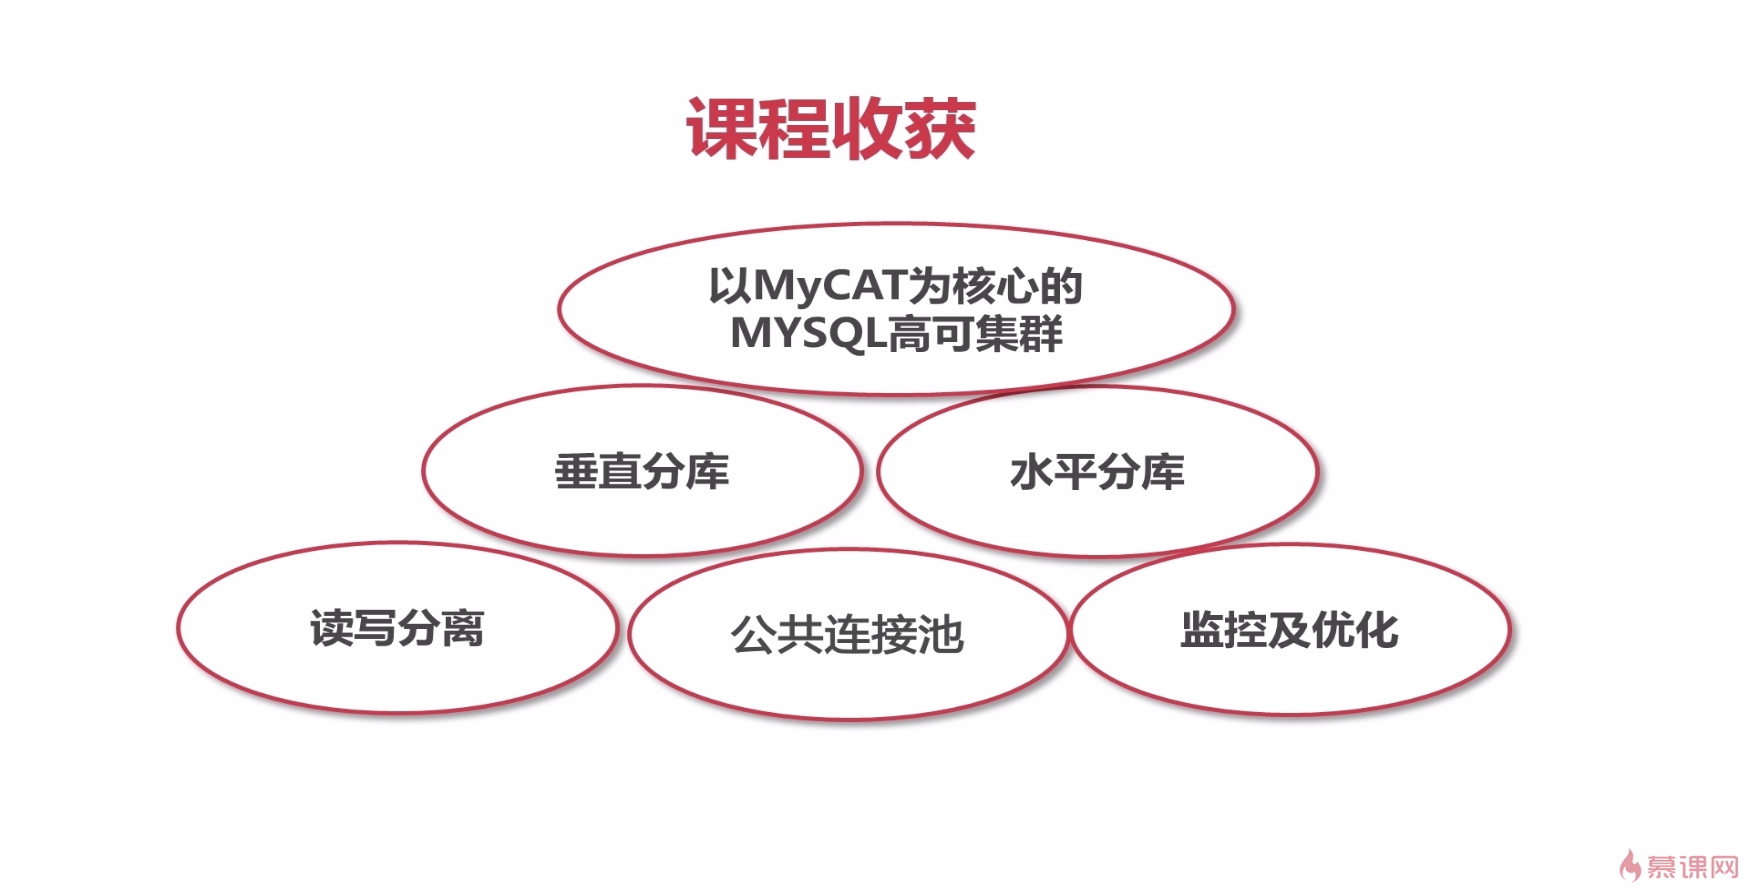 课程收获
以MyCAT为核心的
MYSQL高可集群
垂直分库
水平分库
读写分离
公共连接池
监控及优化
慕课网